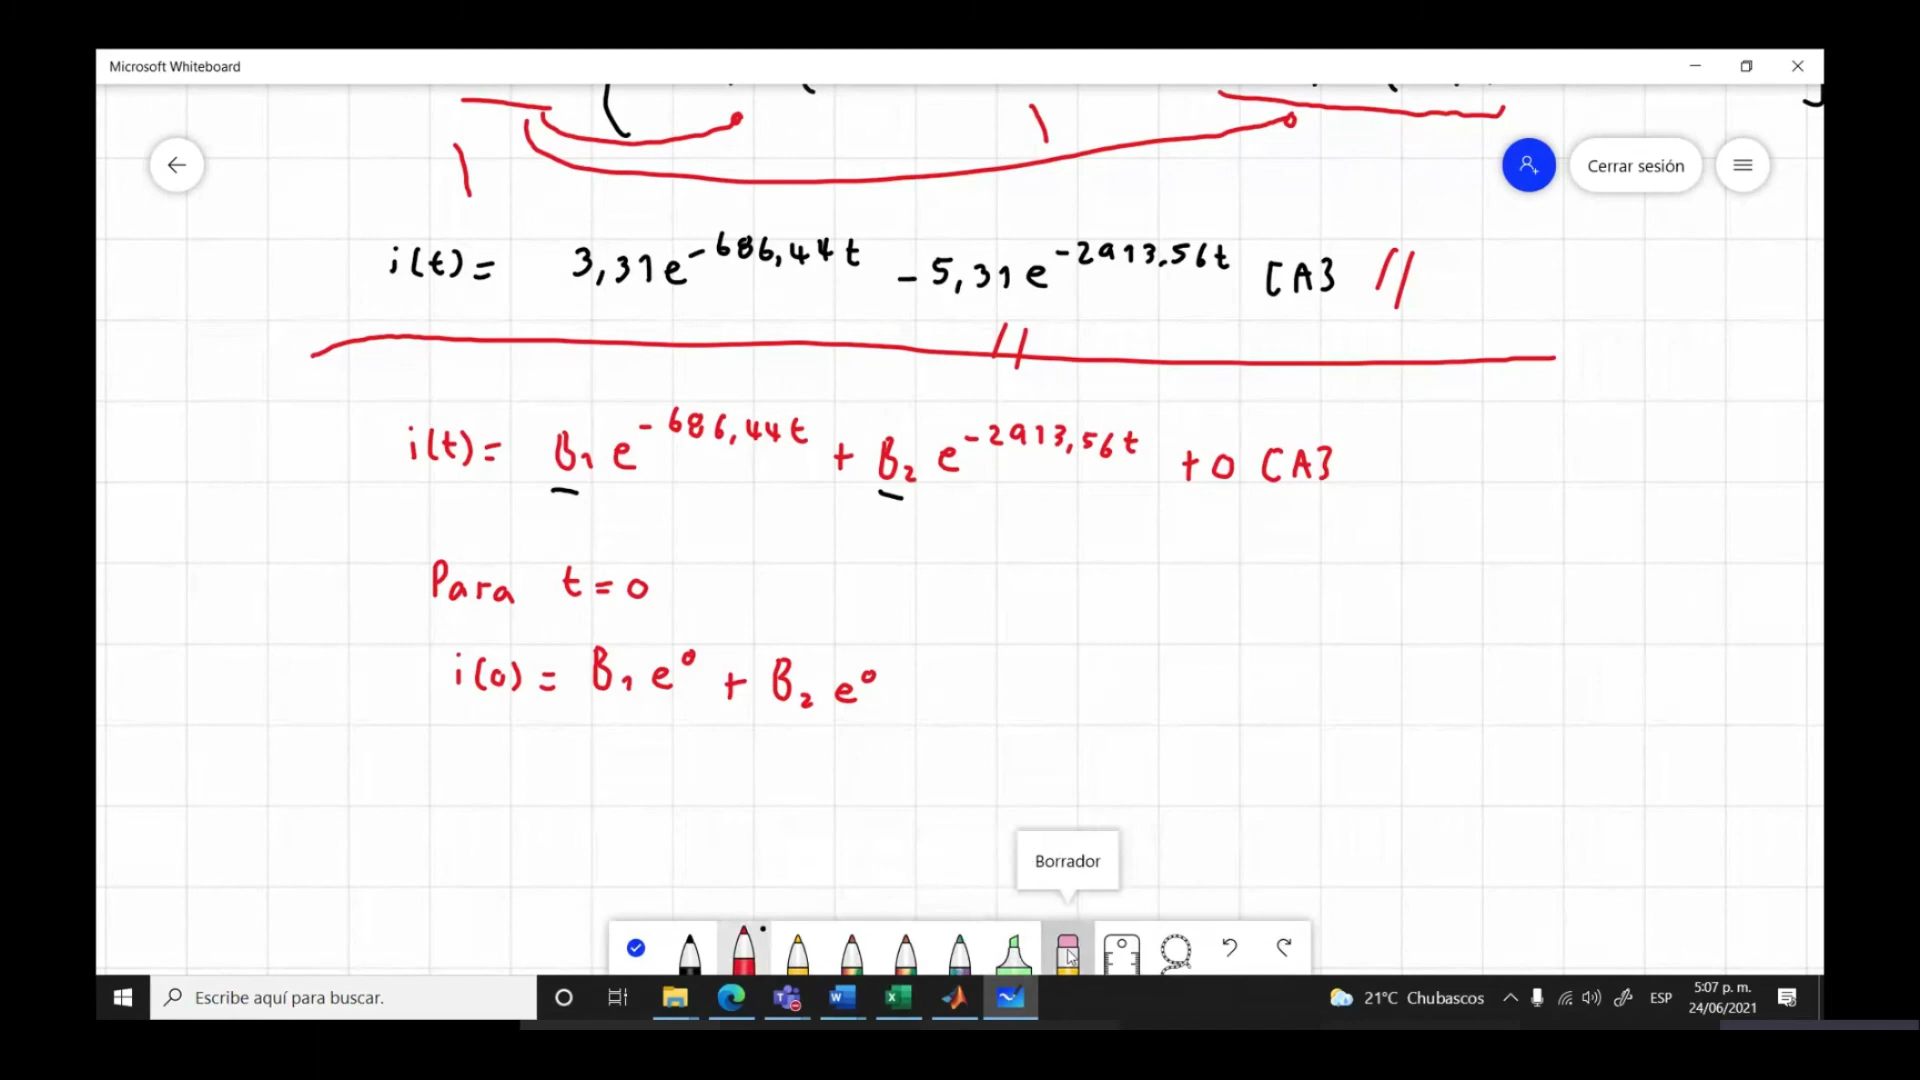 Microsoft Whiteboard
Cerrar sesión
i(t) = 3,31e^-686,44t - 5,31e^-2913.56t [A] //
i(t) = B1 e^-686,44t + B2 e^-2913,56t + 0 [A]
Para t = 0
i(0) = B1 e^0 + B2 e^0
Borrador
Escribe aquí para buscar.
21°C Chubascos
ESP
5:07 p. m.
24/06/2021